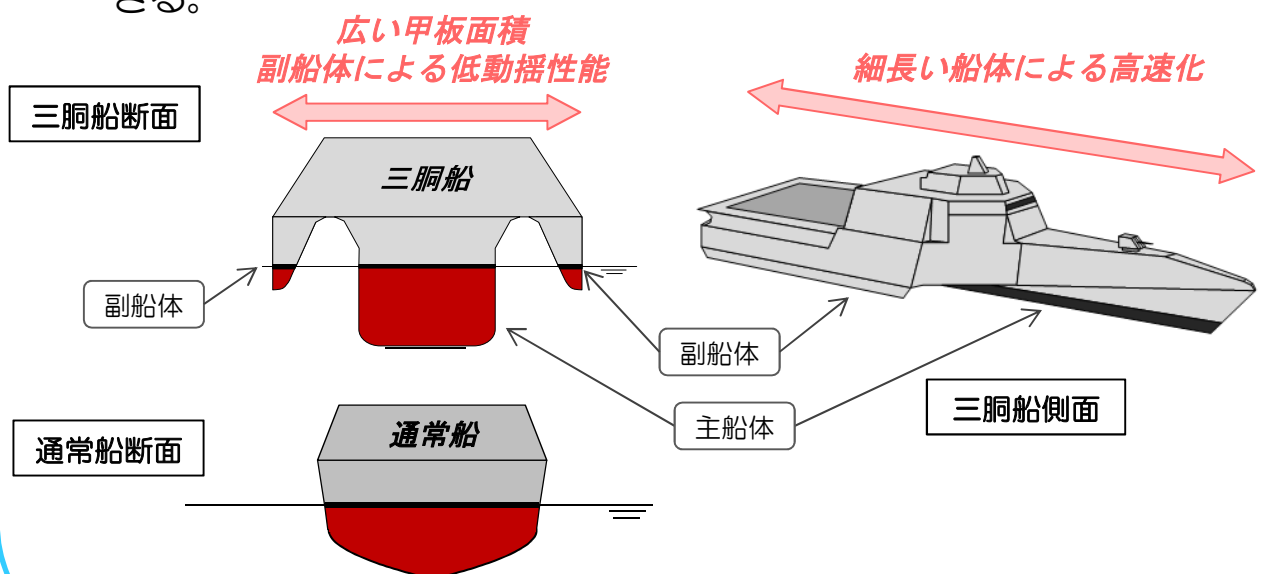 きる。
広い甲板面積
副船体による低動揺性能
細長い船体による高速化
三胴船断面
三胴船
副船体
副船体
主船体
三胴船側面
通常船断面
通常船